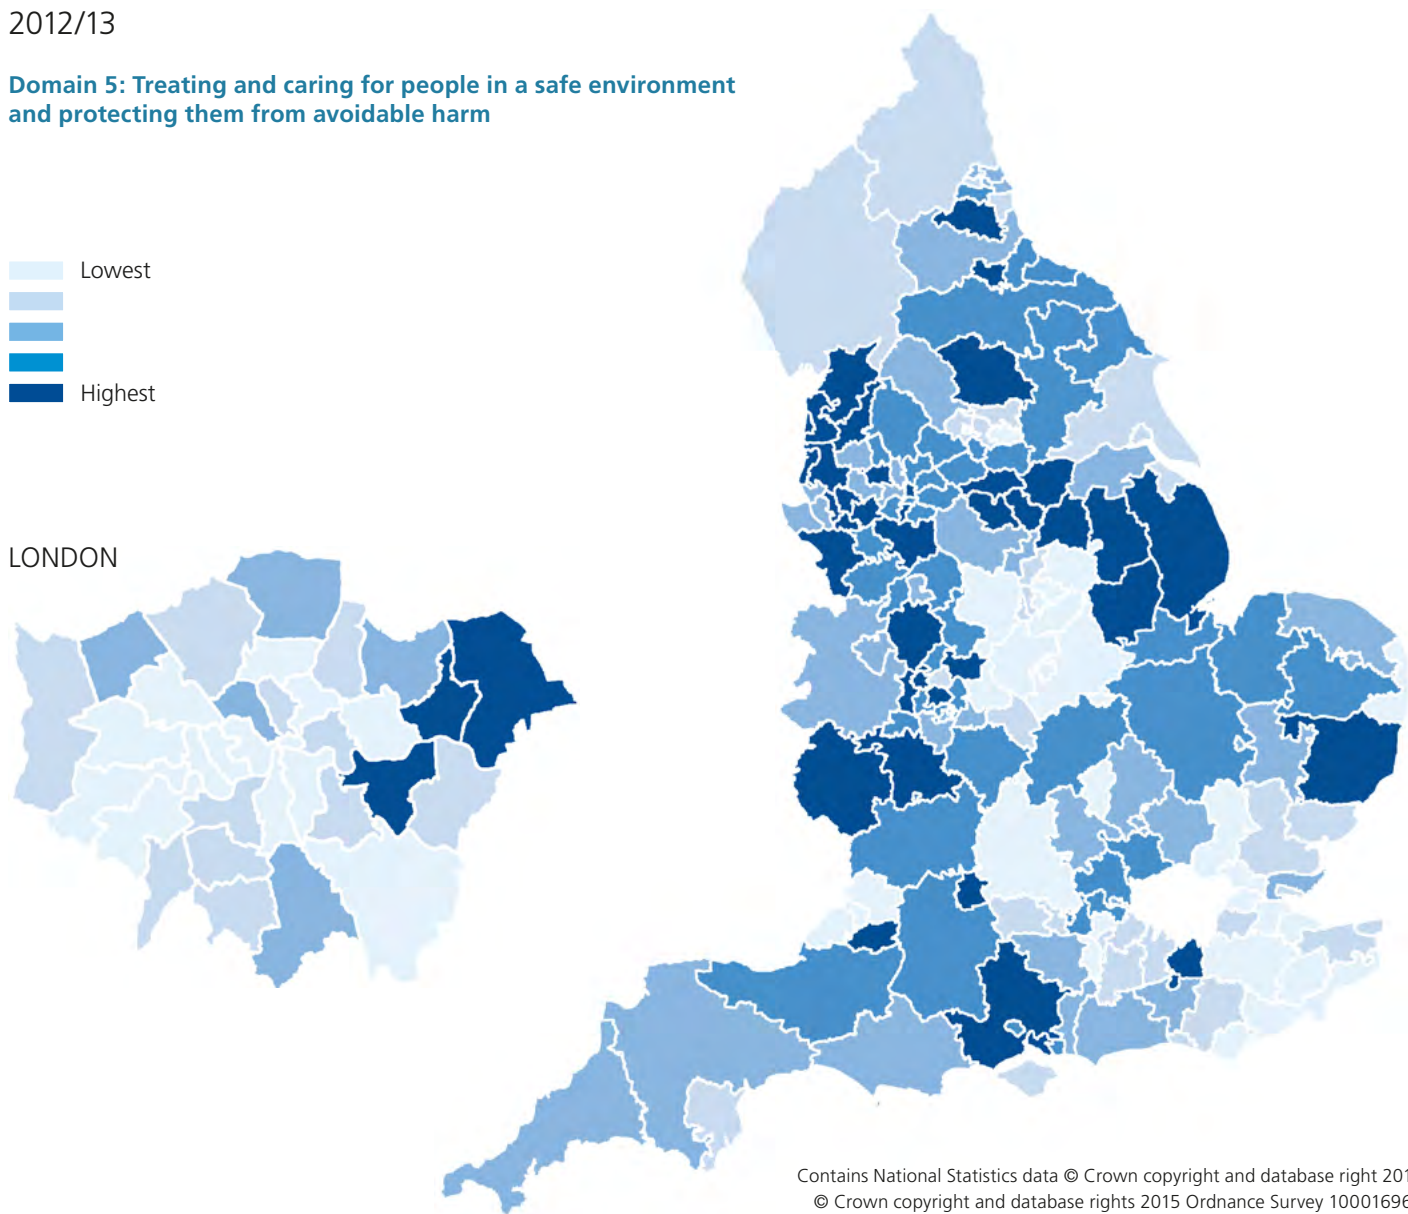 2012/13
Domain 5: Treating and caring for people in a safe environment
and protecting them from avoidable harm
Lowest
Highest
LONDON
Contains National Statistics data © Crown copyright and database right 201
© Crown copyright and database rights 2015 Ordnance Survey 10001696